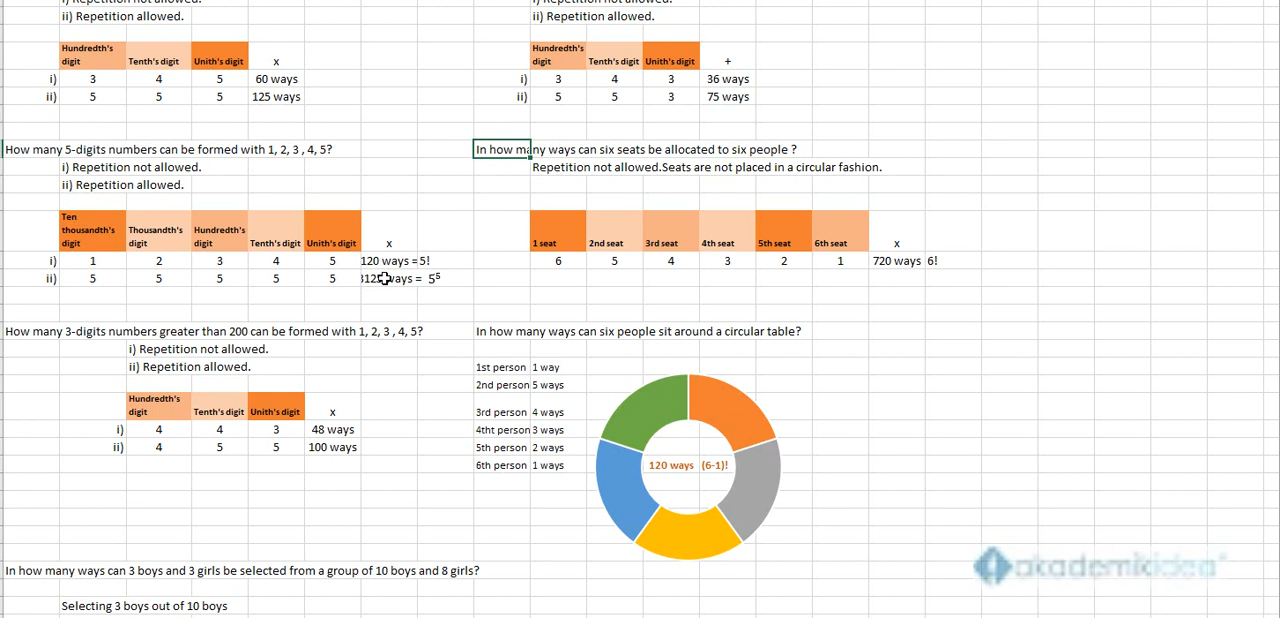 i) Repetition not allowed.
ii) Repetition allowed.
Hundredth's digit Tenth's digit Unith's digit x
i) 3 4 5 60 ways
ii) 5 5 5 125 ways
i) Repetition not allowed.
ii) Repetition allowed.
Hundredth's digit Tenth's digit Unith's digit +
i) 3 4 3 36 ways
ii) 5 5 3 75 ways
How many 5-digits numbers can be formed with 1, 2, 3 , 4, 5?
i) Repetition not allowed.
ii) Repetition allowed.
Ten thousandth's digit Thousandth's digit Hundredth's digit Tenth's digit Unith's digit x
i) 1 2 3 4 5 120 ways = 5!
ii) 5 5 5 5 5 3125 ways = 5⁵
In how many ways can six seats be allocated to six people ?
Repetition not allowed.Seats are not placed in a circular fashion.
1 seat 2nd seat 3rd seat 4th seat 5th seat 6th seat x
6 5 4 3 2 1 720 ways 6!
How many 3-digits numbers greater than 200 can be formed with 1, 2, 3 , 4, 5?
i) Repetition not allowed.
ii) Repetition allowed.
Hundredth's digit Tenth's digit Unith's digit x
i) 4 4 3 48 ways
ii) 4 5 5 100 ways
In how many ways can six people sit around a circular table?
1st person 1 way
2nd person 5 ways
3rd person 4 ways
4tht person 3 ways
5th person 2 ways
6th person 1 ways
120 ways (6-1)!
In how many ways can 3 boys and 3 girls be selected from a group of 10 boys and 8 girls?
Selecting 3 boys out of 10 boys
akademikidea